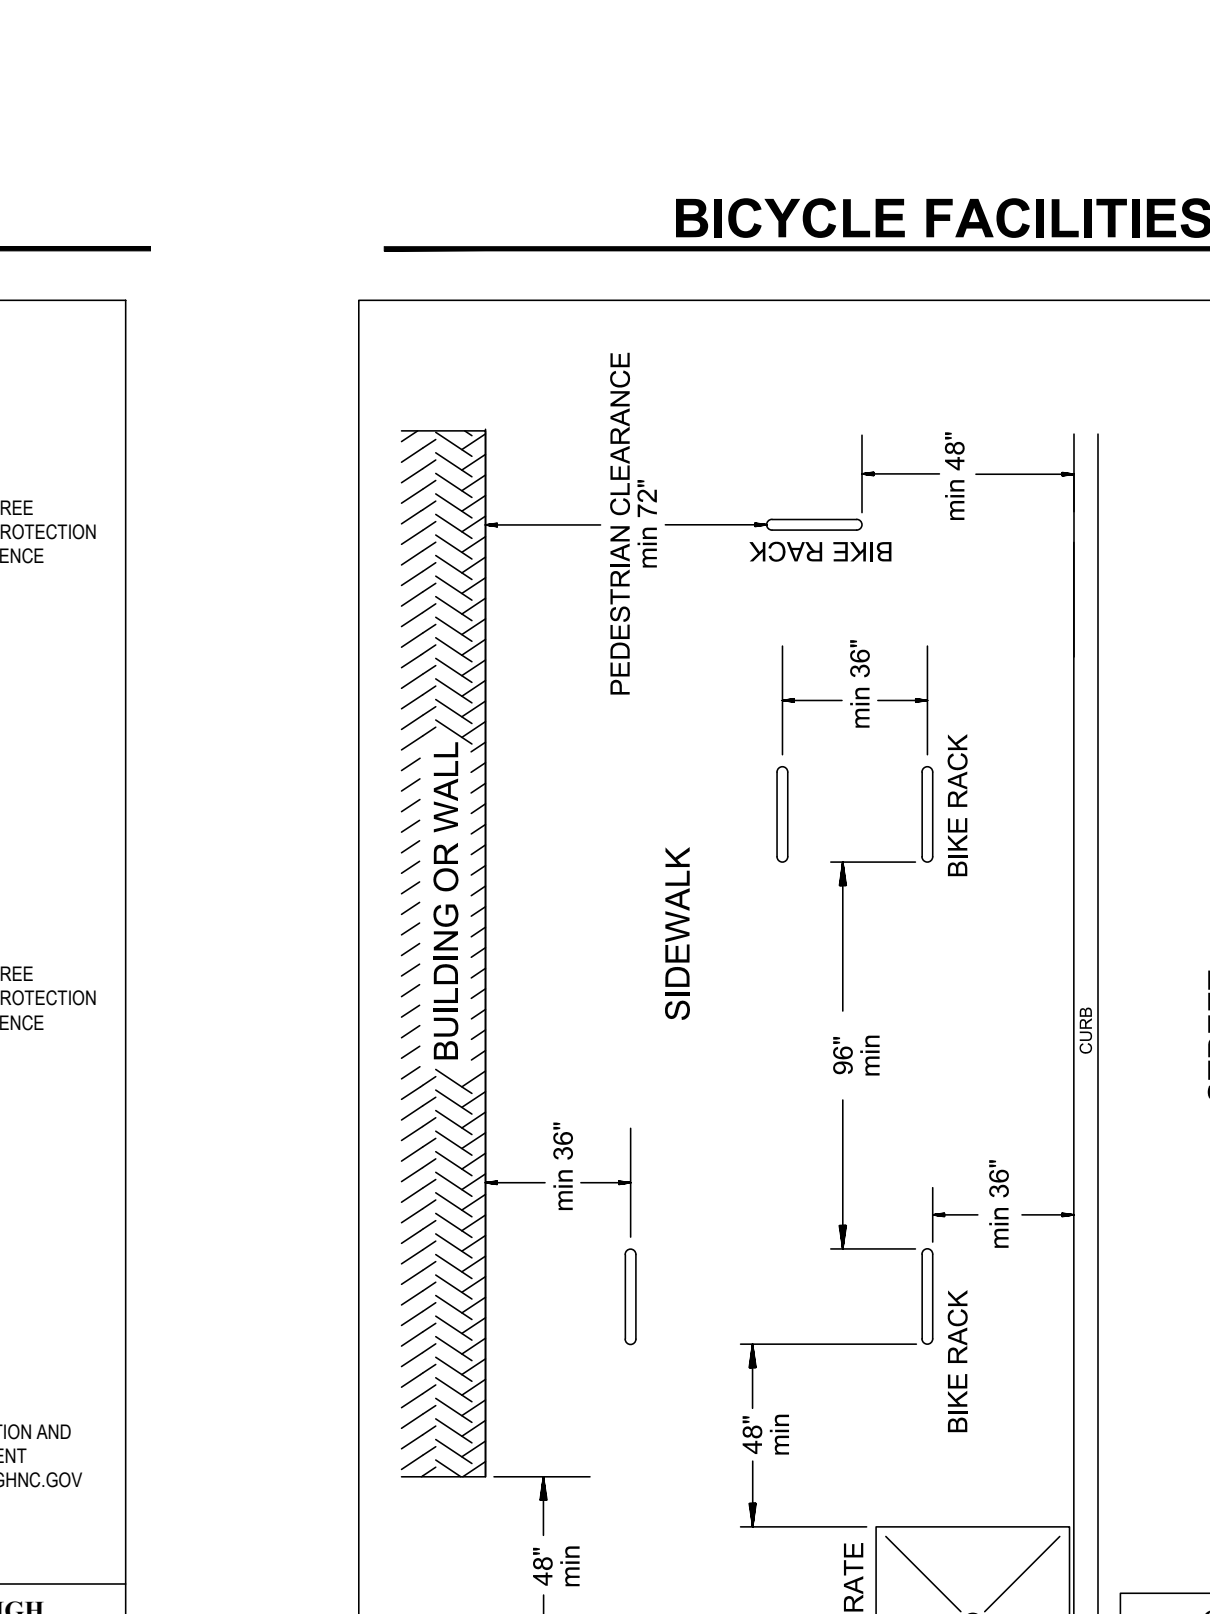 BICYCLE FACILITIES
REE
ROTECTION
ENCE
REE
ROTECTION
ENCE
TION AND
ENT
GHNC.GOV
IGH
PEDESTRIAN CLEARANCE
min 72"
min 48"
BIKE RACK
min 36"
BIKE RACK
BUILDING OR WALL
SIDEWALK
96"
min
CURB
min 36"
min 36"
BIKE RACK
48"
min
48"
min
RATE